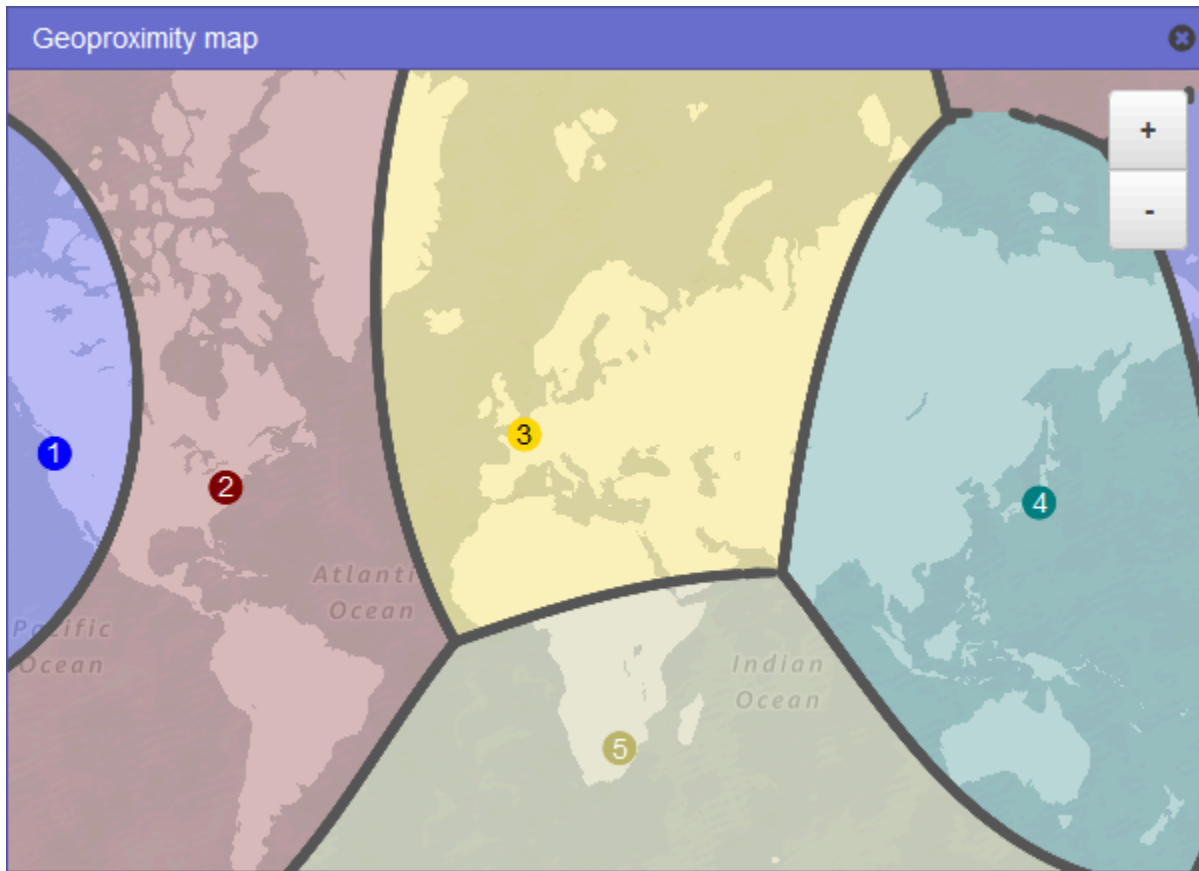 Geoproximity map
+
-
3
1
2
4
Atlanti
Ocean
Pacific
Ocean
Indian
Ocean
5